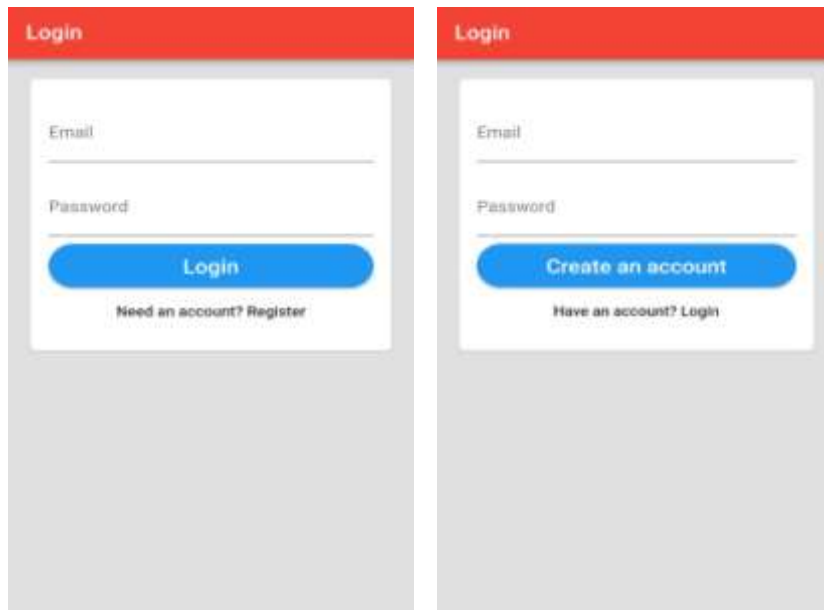 Login
Email
Password
Login
Need an account? Register
Login
Email
Password
Create an account
Have an account? Login